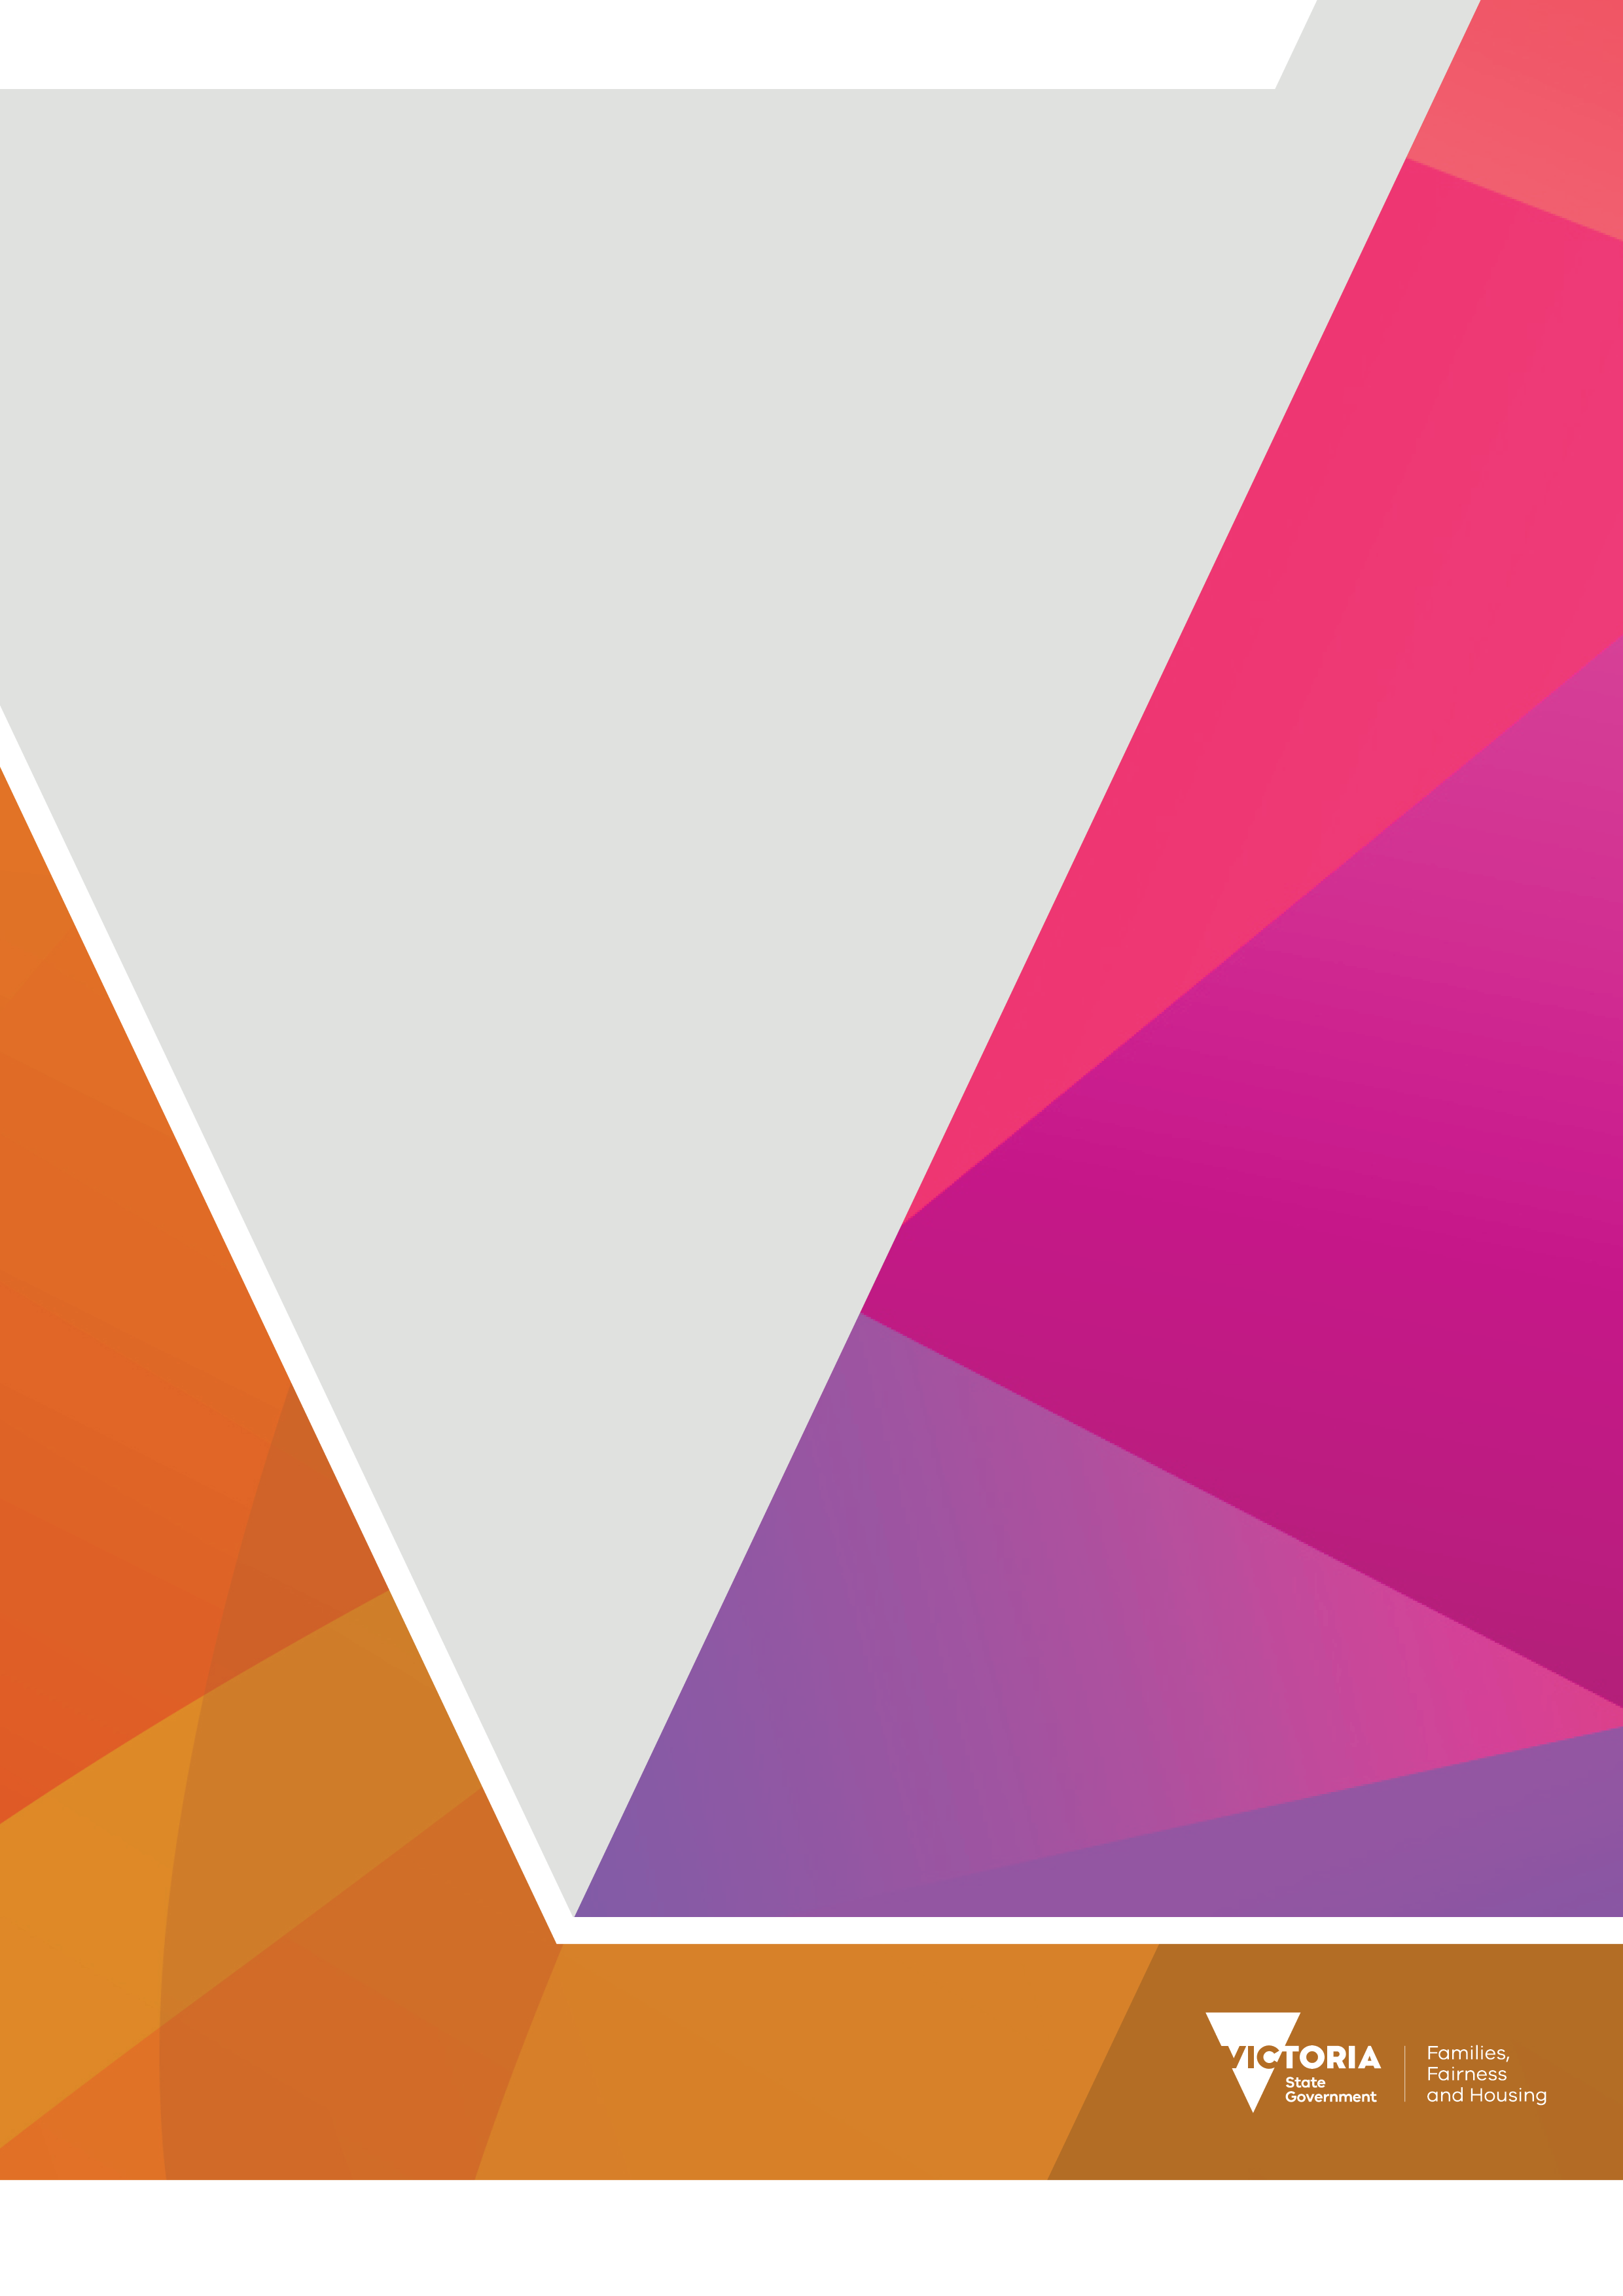 VICTORIA
State
Government
Families,
Fairness
and Housing